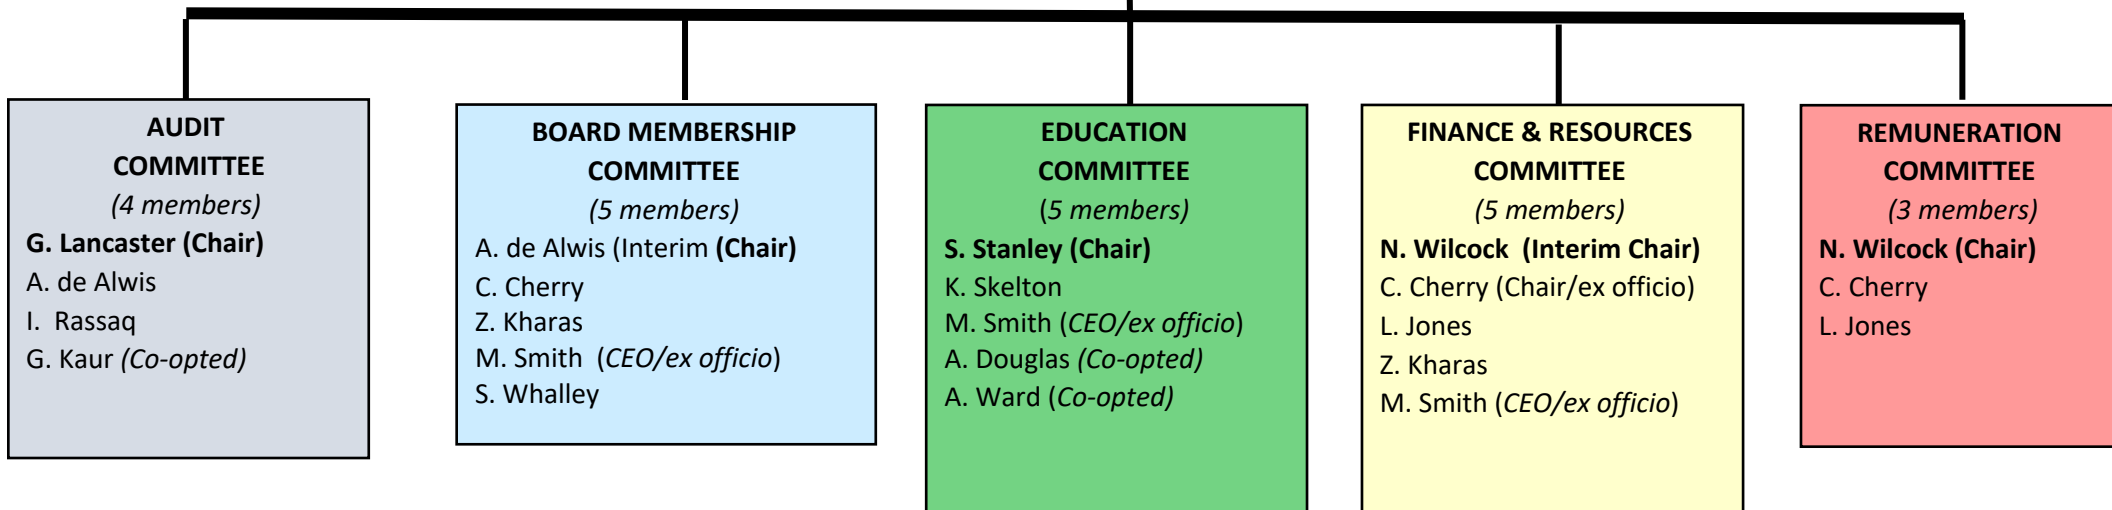 AUDIT
COMMITTEE
(4 members)
G. Lancaster (Chair)
A. de Alwis
I. Rassaq
G. Kaur (Co-opted)
BOARD MEMBERSHIP
COMMITTEE
(5 members)
A. de Alwis (Interim (Chair)
C. Cherry
Z. Kharas
M. Smith (CEO/ex officio)
S. Whalley
EDUCATION
COMMITTEE
(5 members)
S. Stanley (Chair)
K. Skelton
M. Smith (CEO/ex officio)
A. Douglas (Co-opted)
A. Ward (Co-opted)
FINANCE & RESOURCES
COMMITTEE
(5 members)
N. Wilcock (Interim Chair)
C. Cherry (Chair/ex officio)
L. Jones
Z. Kharas
M. Smith (CEO/ex officio)
REMUNERATION
COMMITTEE
(3 members)
N. Wilcock (Chair)
C. Cherry
L. Jones